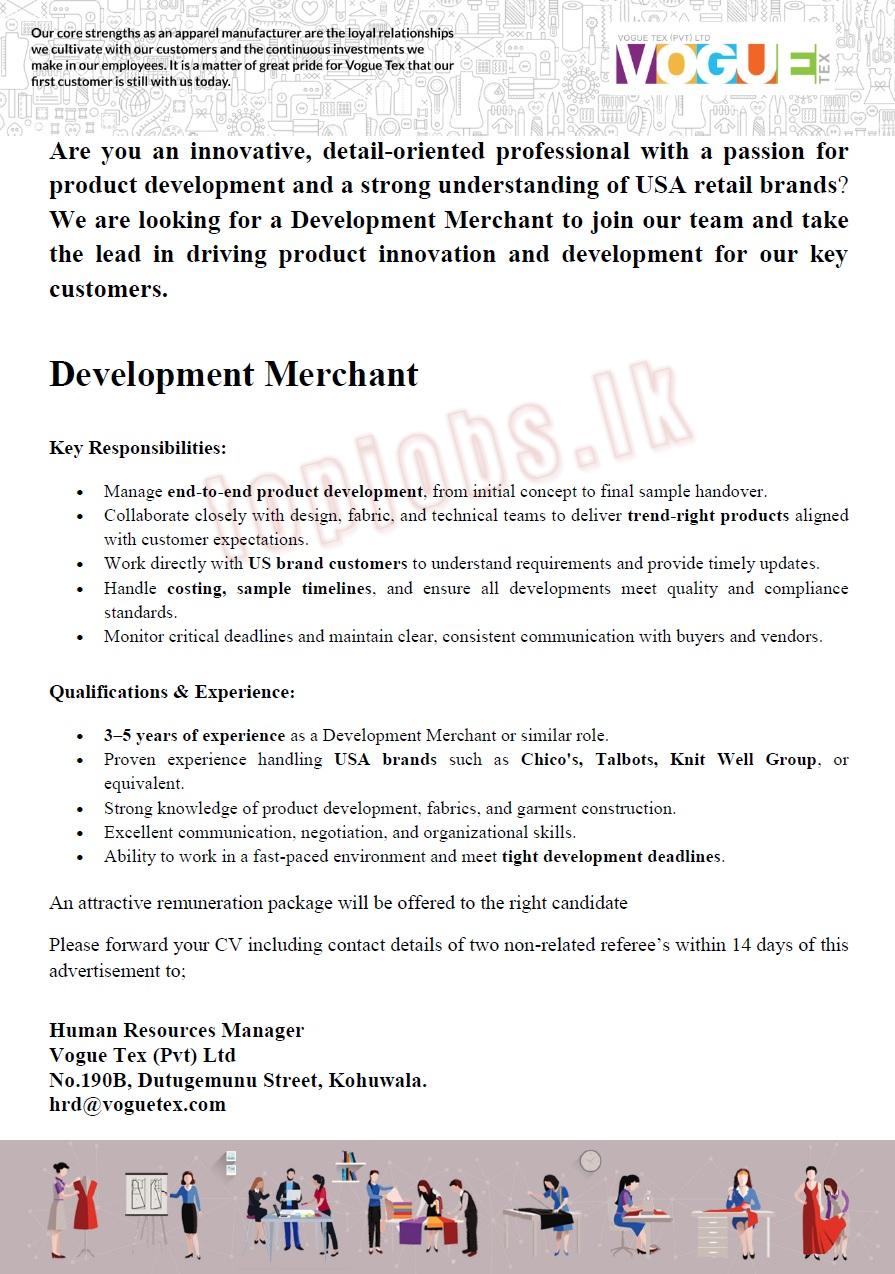 Our core strengths as an apparel manufacturer are the loyal relationships
we cultivate with our customers and the continuous investments we
make in our employees. It is a matter of great pride for Vogue Tex that our
first customer is still with us today.
VOGUE TEX (PVT) LTD
VOGUE
TEX
Are you an innovative, detail-oriented professional with a passion for
product development and a strong understanding of USA retail brands?
We are looking for a Development Merchant to join our team and take
the lead in driving product innovation and development for our key
customers.
Development Merchant
topjobs.lk
Key Responsibilities:
• Manage end-to-end product development, from initial concept to final sample handover.
• Collaborate closely with design, fabric, and technical teams to deliver trend-right products aligned
with customer expectations.
• Work directly with US brand customers to understand requirements and provide timely updates.
• Handle costing, sample timelines, and ensure all developments meet quality and compliance
standards.
• Monitor critical deadlines and maintain clear, consistent communication with buyers and vendors.
Qualifications & Experience:
• 3–5 years of experience as a Development Merchant or similar role.
• Proven experience handling USA brands such as Chico's, Talbots, Knit Well Group, or
equivalent.
• Strong knowledge of product development, fabrics, and garment construction.
• Excellent communication, negotiation, and organizational skills.
• Ability to work in a fast-paced environment and meet tight development deadlines.
An attractive remuneration package will be offered to the right candidate
Please forward your CV including contact details of two non-related referee’s within 14 days of this
advertisement to;
Human Resources Manager
Vogue Tex (Pvt) Ltd
No.190B, Dutugemunu Street, Kohuwala.
hrd@voguetex.com